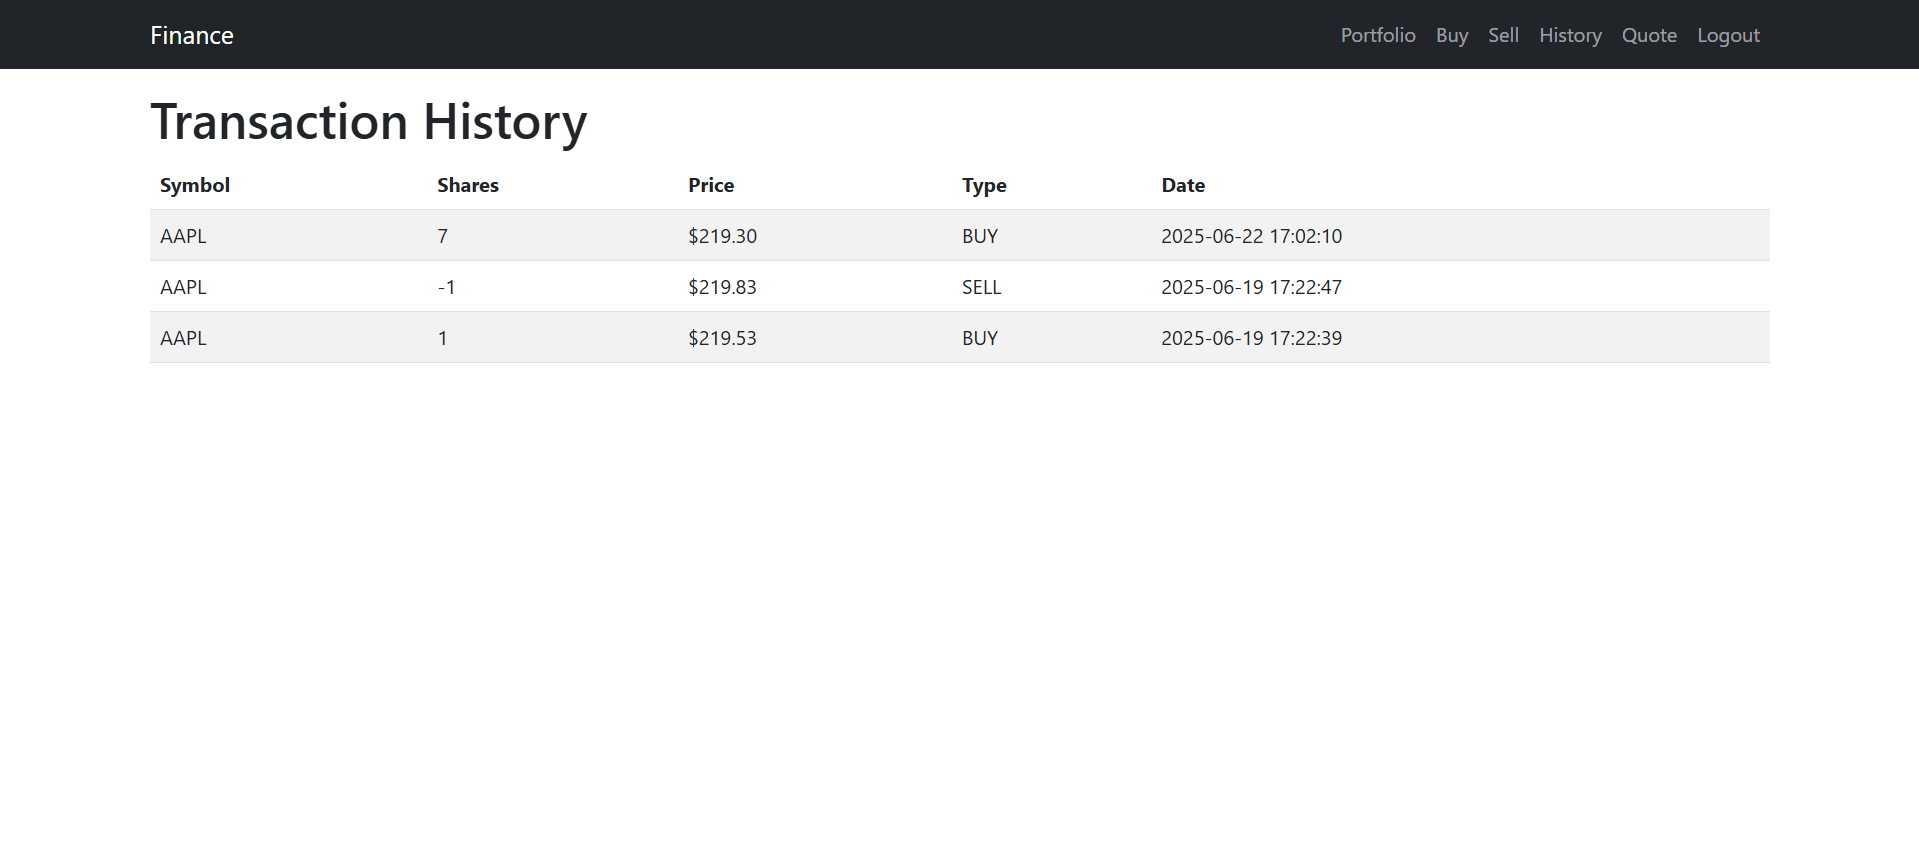 Finance Portfolio Buy Sell History Quote Logout
Transaction History
Symbol Shares Price Type Date
AAPL 7 $219.30 BUY 2025-06-22 17:02:10
AAPL -1 $219.83 SELL 2025-06-19 17:22:47
AAPL 1 $219.53 BUY 2025-06-19 17:22:39